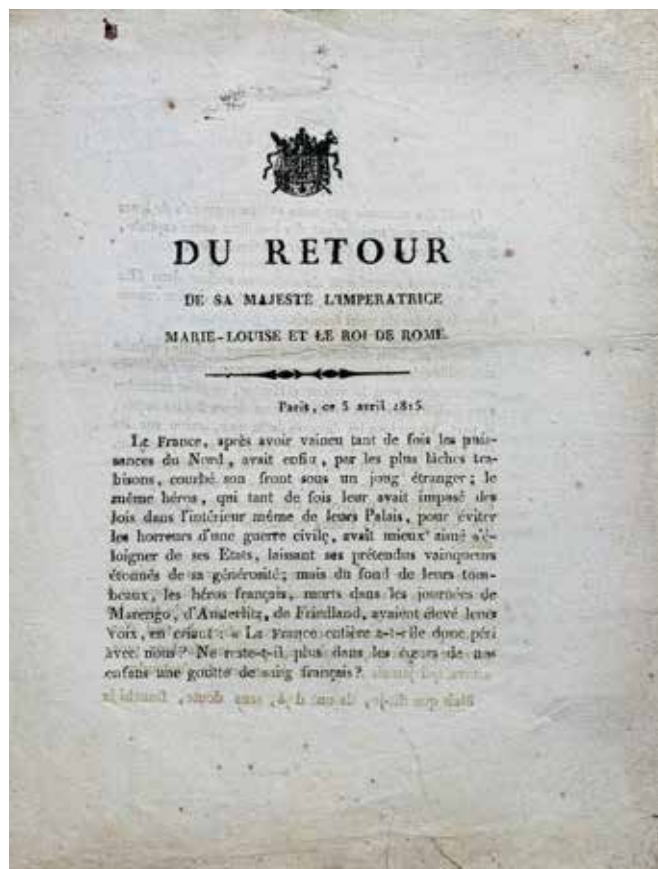 DU RETOUR
DE SA MAJESTÉ L'IMPERATRICE
MARIE-LOUISE ET LE ROI DE ROME.
Paris, ce 5 avril 1815.
La France, après avoir vaincu tant de fois les puis-
sances du Nord, avait enfin, par les plus lâches tra-
hisons, courbé son front sous un joug étranger; le
même héros, qui tant de fois leur avait imposé des
lois dans l'intérieur même de leurs Palais, pour éviter
les horreurs d'une guerre civile, avait mieux aimé s'é-
loigner de ses Etats, laissant ses prétendus vainqueurs
étonnés de sa générosité; mais du fond de leurs tom-
beaux, les héros français, morts dans les journées de
Marengo, d'Austerlitz, de Friedland, avaient élevé leurs
voix, en criant : « La France entière a-t-elle donc péri
avec nous? Ne reste-t-il plus dans les cœurs de nos
enfans une goutte de sang français?